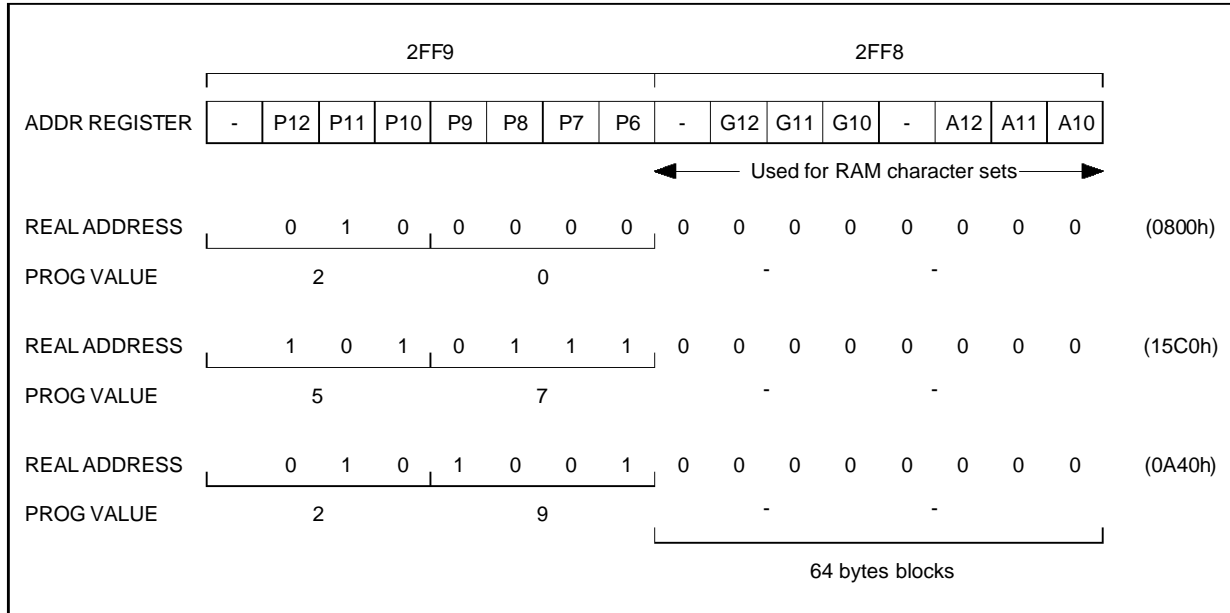 2FF9 2FF8
ADDR REGISTER - P12 P11 P10 P9 P8 P7 P6 - G12 G11 G10 - A12 A11 A10
Used for RAM character sets
REAL ADDRESS 0 1 0 0 0 0 0 0 0 0 0 0 0 0 0 (0800h)
PROG VALUE 2 0 - -
REAL ADDRESS 1 0 1 0 1 1 1 0 0 0 0 0 0 0 0 (15C0h)
PROG VALUE 5 7 - -
REAL ADDRESS 0 1 0 1 0 0 1 0 0 0 0 0 0 0 0 (0A40h)
PROG VALUE 2 9 - -
64 bytes blocks